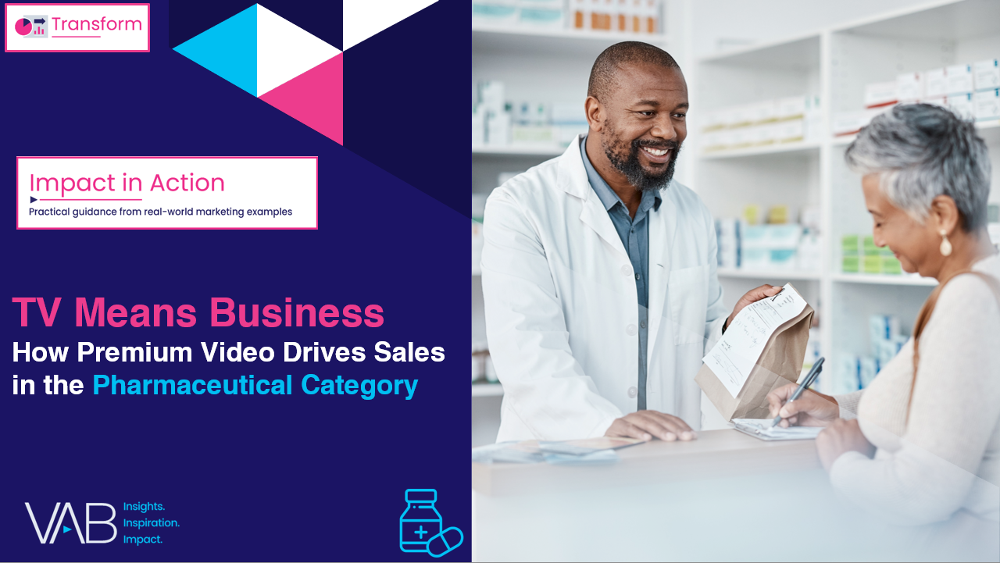 Transform
Impact in Action
Practical guidance from real-world marketing examples
TV Means Business
How Premium Video Drives Sales
in the Pharmaceutical Category
VAB
Insights.
Inspiration.
Impact.